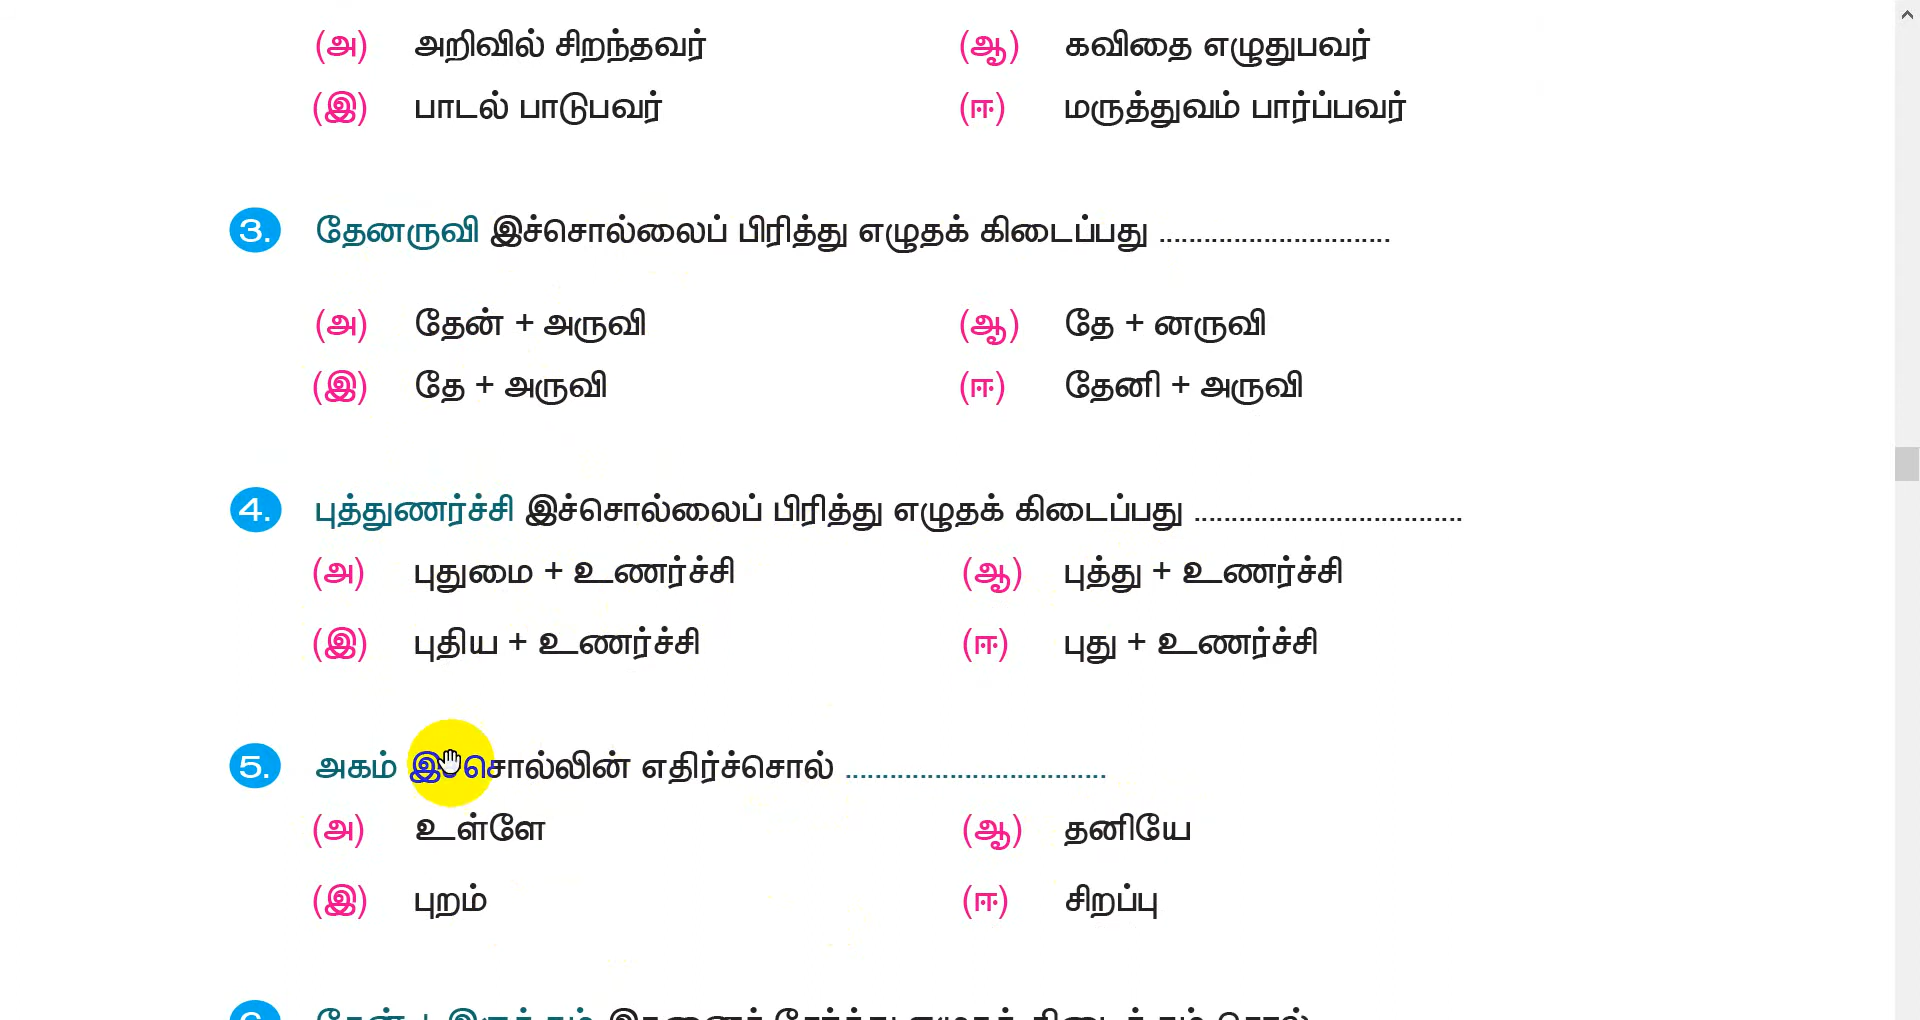 (அ) அறிவில் சிறந்தவர் (ஆ) கவிதை எழுதுபவர்
(இ) பாடல் பாடுபவர் (ஈ) மருத்துவம் பார்ப்பவர்
3. தேனருவி இச்சொல்லைப் பிரித்து எழுதக் கிடைப்பது ...............................
(அ) தேன் + அருவி (ஆ) தே + னருவி
(இ) தே + அருவி (ஈ) தேனி + அருவி
4. புத்துணர்ச்சி இச்சொல்லைப் பிரித்து எழுதக் கிடைப்பது ....................................
(அ) புதுமை + உணர்ச்சி (ஆ) புத்து + உணர்ச்சி
(இ) புதிய + உணர்ச்சி (ஈ) புது + உணர்ச்சி
5. அகம் இச்சொல்லின் எதிர்ச்சொல் ...................................
(அ) உள்ளே (ஆ) தனியே
(இ) புறம் (ஈ) சிறப்பு